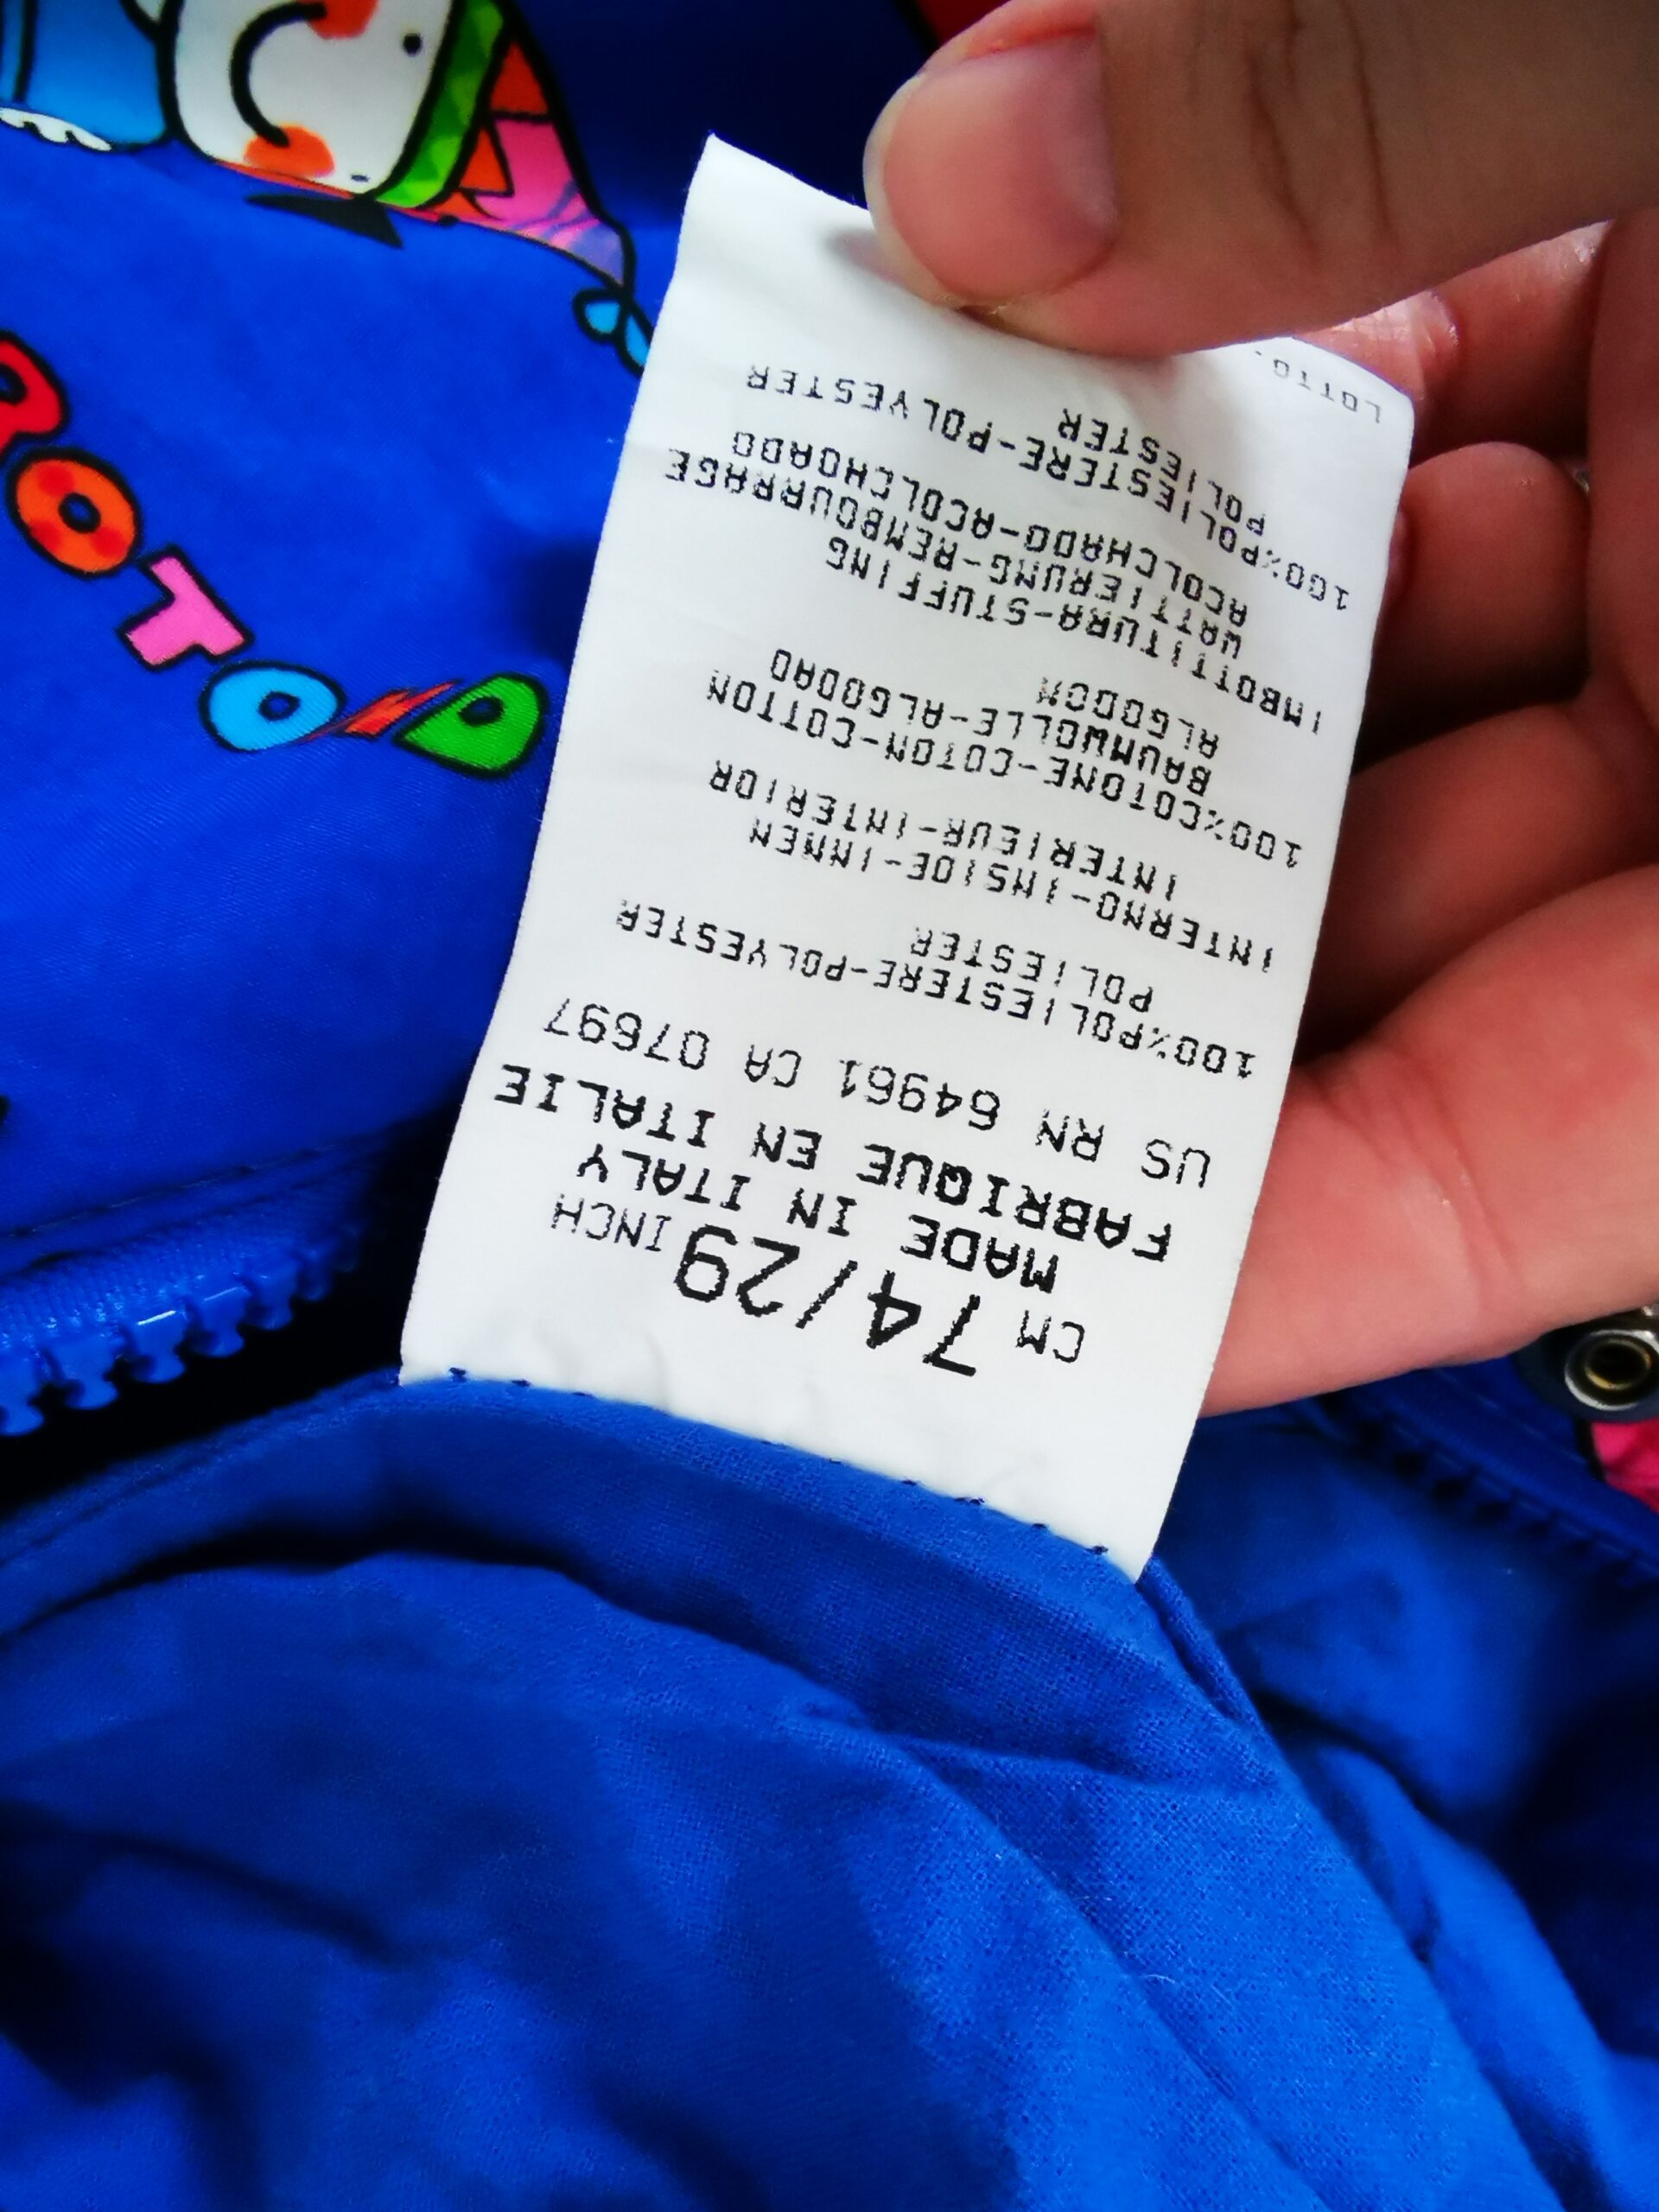 CM 74/29 INCH
MADE IN ITALY
FABRIQUE EN ITALIE
US RN 64961 CA 07697
100%POLIESTERE-POLYESTER
POLIESTER
INTERNO-INSIDE-INNEN
INTERIEUR-INTERIOR
100%COTONE-COTON-COTTON
BAUMWOLLE-ALGODAO
ALGODON
IMBOTTITURA-STUFFING
WATTIERUNG-REMBOURRAGE
ACOLCHADO-ACOLCHOADO
100%POLIESTERE-POLYESTER
POLIESTER
LOTTO.